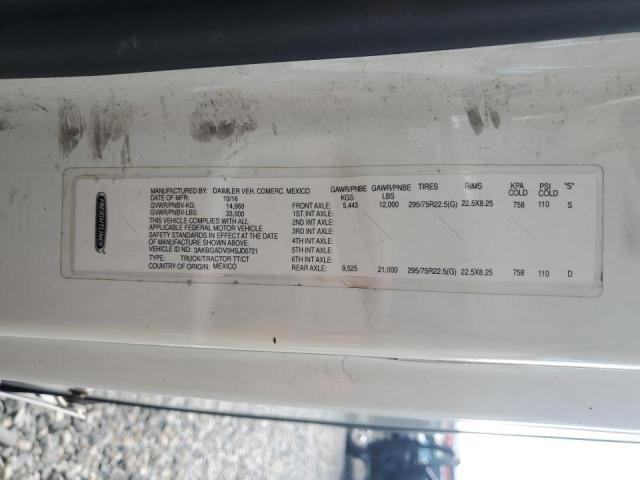 FREIGHTLINER
MANUFACTURED BY: DAIMLER VEH. COMERC. MEXICO
DATE OF MFR: 10/16
GVWR/PNBV-KG: 14,968
GVWR/PNBV-LBS: 33,000
THIS VEHICLE COMPLIES WITH ALL
APPLICABLE FEDERAL MOTOR VEHICLE
SAFETY STANDARDS IN EFFECT AT DATE
OF MANUFACTURE SHOWN ABOVE.
VEHICLE ID NO.: 3AKBGADV0HSJD0721
TYPE: TRUCK/TRACTOR TT/CT
COUNTRY OF ORIGIN: MEXICO
GAWR/PNBE KGS GAWR/PNBE LBS TIRES RIMS KPA COLD PSI COLD "S"
FRONT AXLE: 5,443 12,000 295/75R22.5(G) 22.5X8.25 758 110 S
1ST INT AXLE:
2ND INT AXLE:
3RD INT AXLE:
4TH INT AXLE:
5TH INT AXLE:
6TH INT AXLE:
REAR AXLE: 9,525 21,000 295/75R22.5(G) 22.5X8.25 758 110 D